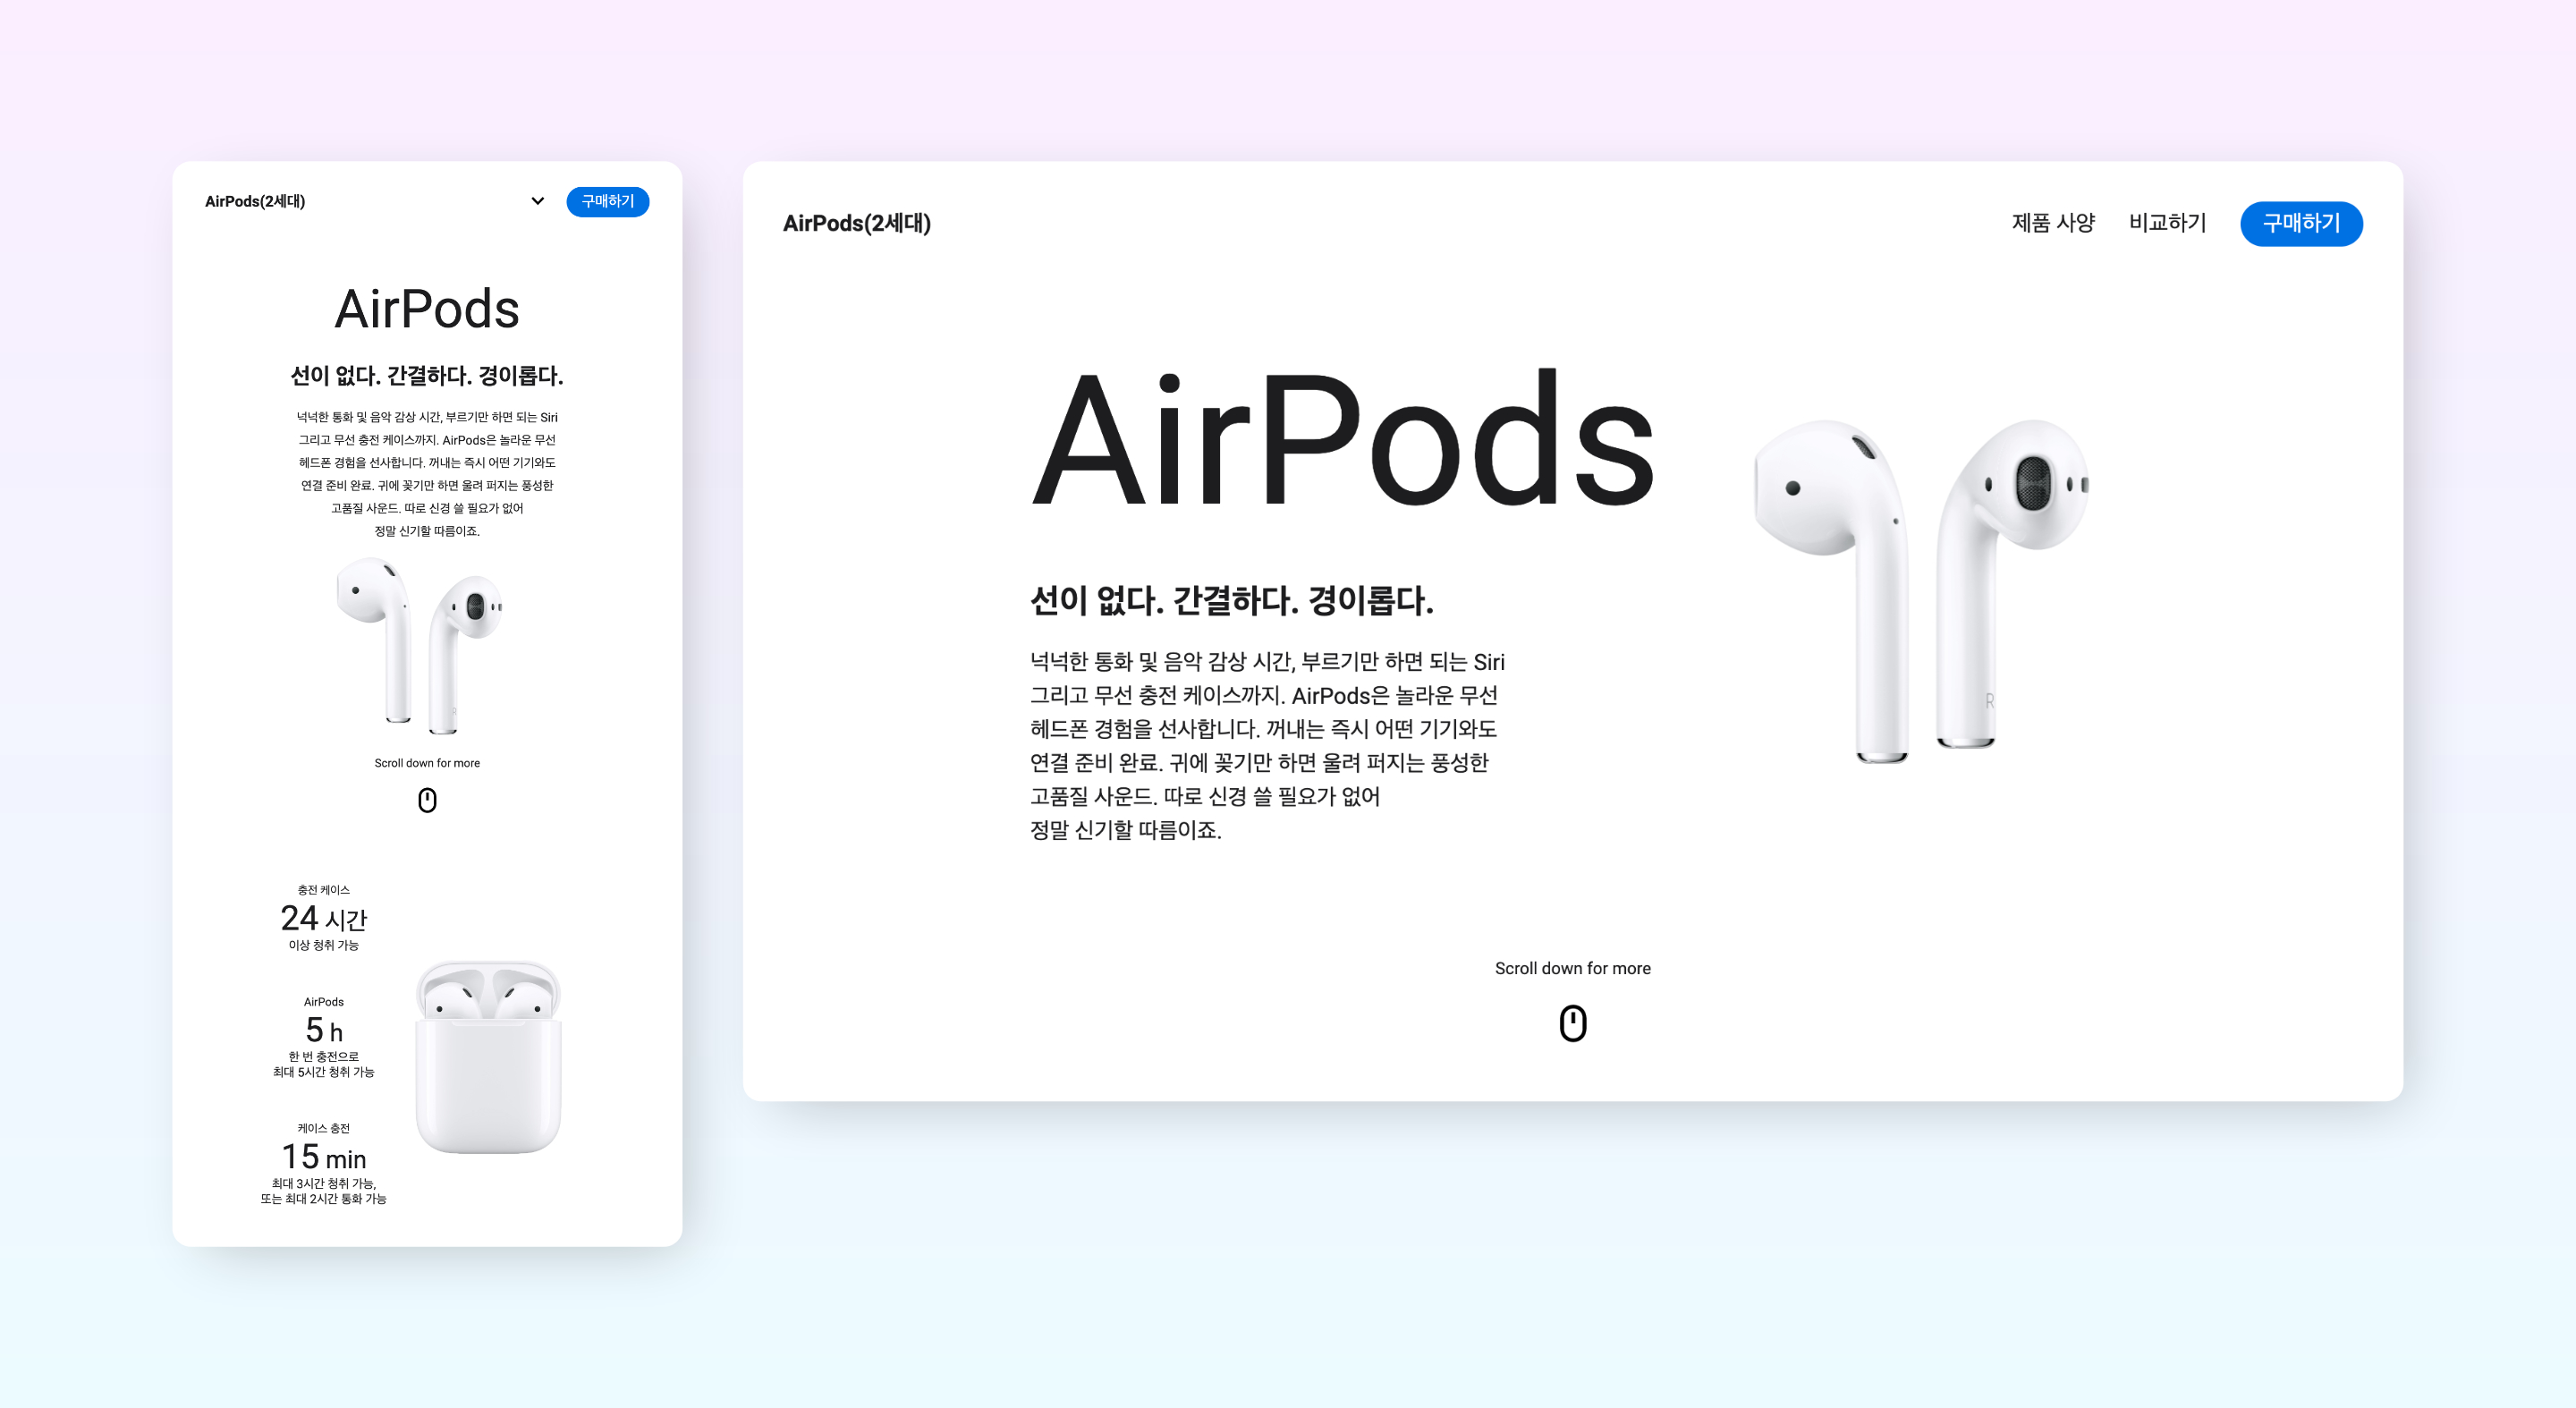 AirPods(2세대)
구매하기
AirPods
선이 없다. 간결하다. 경이롭다.
넉넉한 통화 및 음악 감상 시간, 부르기만 하면 되는 Siri
그리고 무선 충전 케이스까지. AirPods은 놀라운 무선
헤드폰 경험을 선사합니다. 꺼내는 즉시 어떤 기기와도
연결 준비 완료. 귀에 꽂기만 하면 울려 퍼지는 풍성한
고품질 사운드. 따로 신경 쓸 필요가 없어
정말 신기할 따름이죠.
Scroll down for more
충전 케이스
24 시간
이상 청취 가능
AirPods
5 h
한 번 충전으로
최대 5시간 청취 가능
케이스 충전
15 min
최대 3시간 청취 가능,
또는 최대 2시간 통화 가능
AirPods(2세대)
제품 사양
비교하기
구매하기
AirPods
선이 없다. 간결하다. 경이롭다.
넉넉한 통화 및 음악 감상 시간, 부르기만 하면 되는 Siri
그리고 무선 충전 케이스까지. AirPods은 놀라운 무선
헤드폰 경험을 선사합니다. 꺼내는 즉시 어떤 기기와도
연결 준비 완료. 귀에 꽂기만 하면 울려 퍼지는 풍성한
고품질 사운드. 따로 신경 쓸 필요가 없어
정말 신기할 따름이죠.
R
Scroll down for more